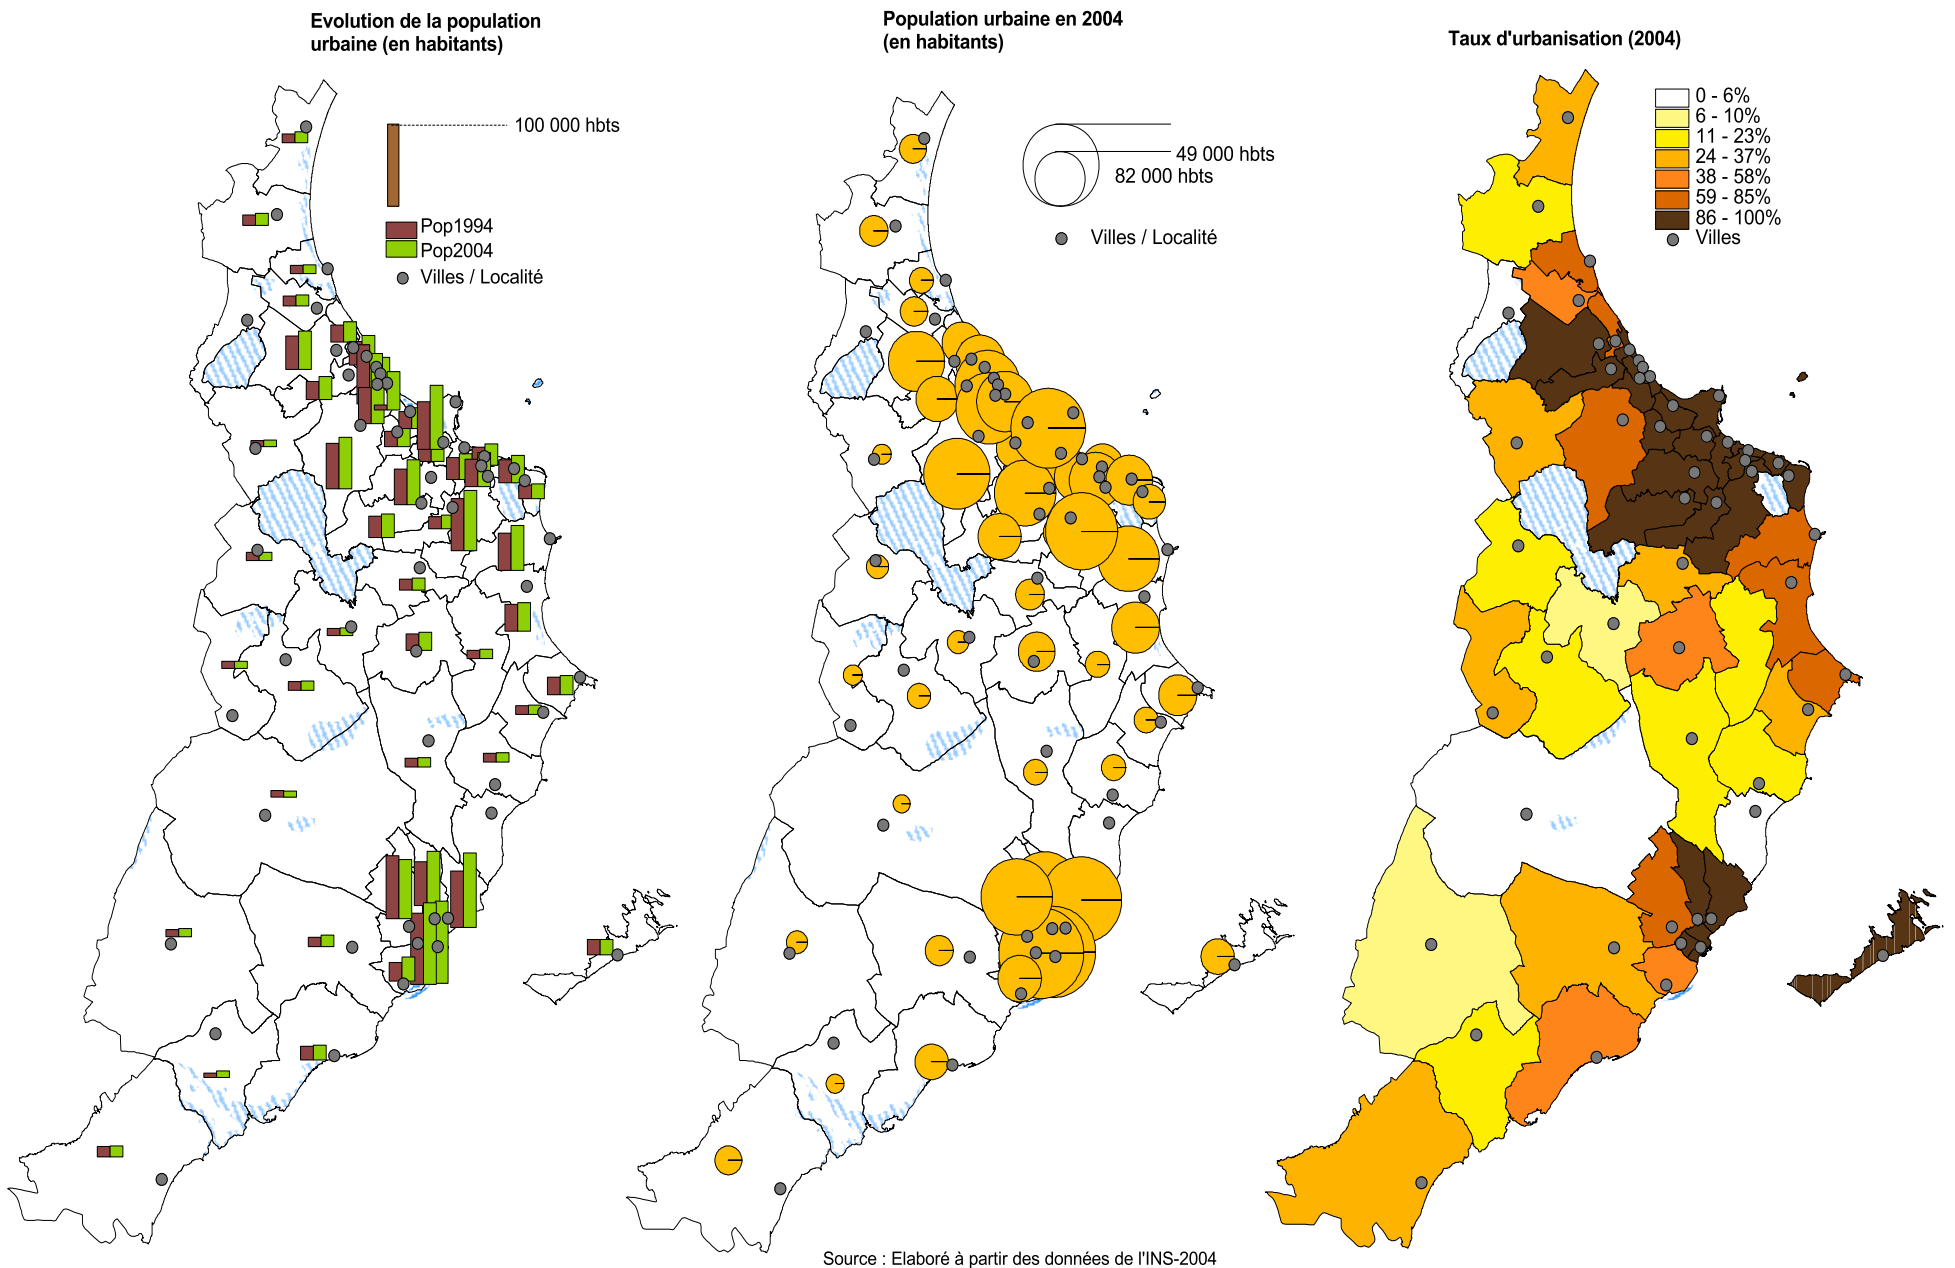 Evolution de la population
urbaine (en habitants)
100 000 hbts
Pop1994
Pop2004
Villes / Localité
Population urbaine en 2004
(en habitants)
49 000 hbts
82 000 hbts
Villes / Localité
Taux d'urbanisation (2004)
0 - 6%
6 - 10%
11 - 23%
24 - 37%
38 - 58%
59 - 85%
86 - 100%
Villes
Source : Elaboré à partir des données de l'INS-2004